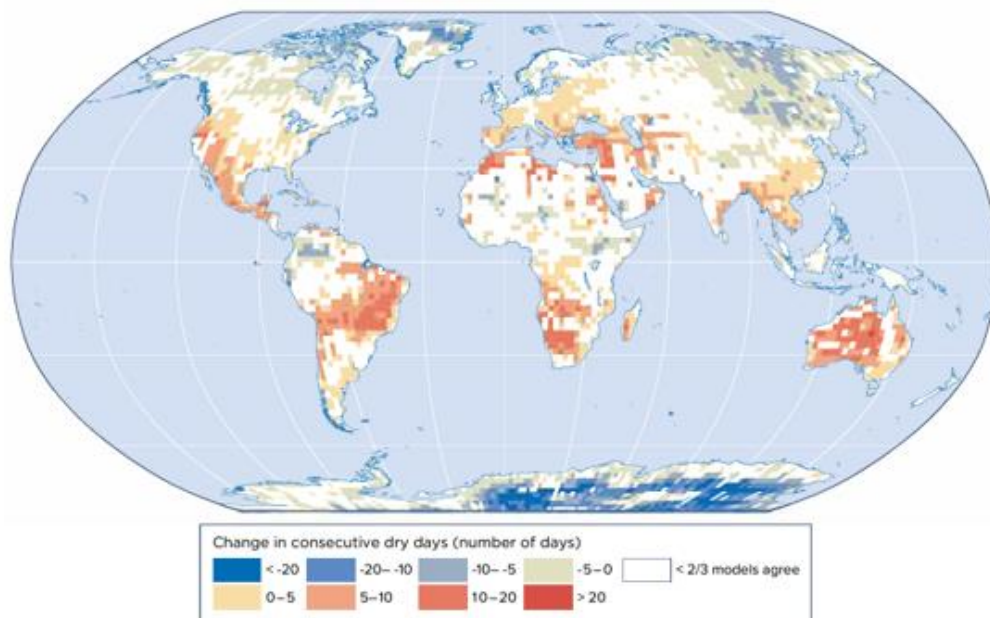 Change in consecutive dry days (number of days)
< -20 -20– -10 -10– -5 -5–0 < 2/3 models agree
0–5 5–10 10–20 > 20